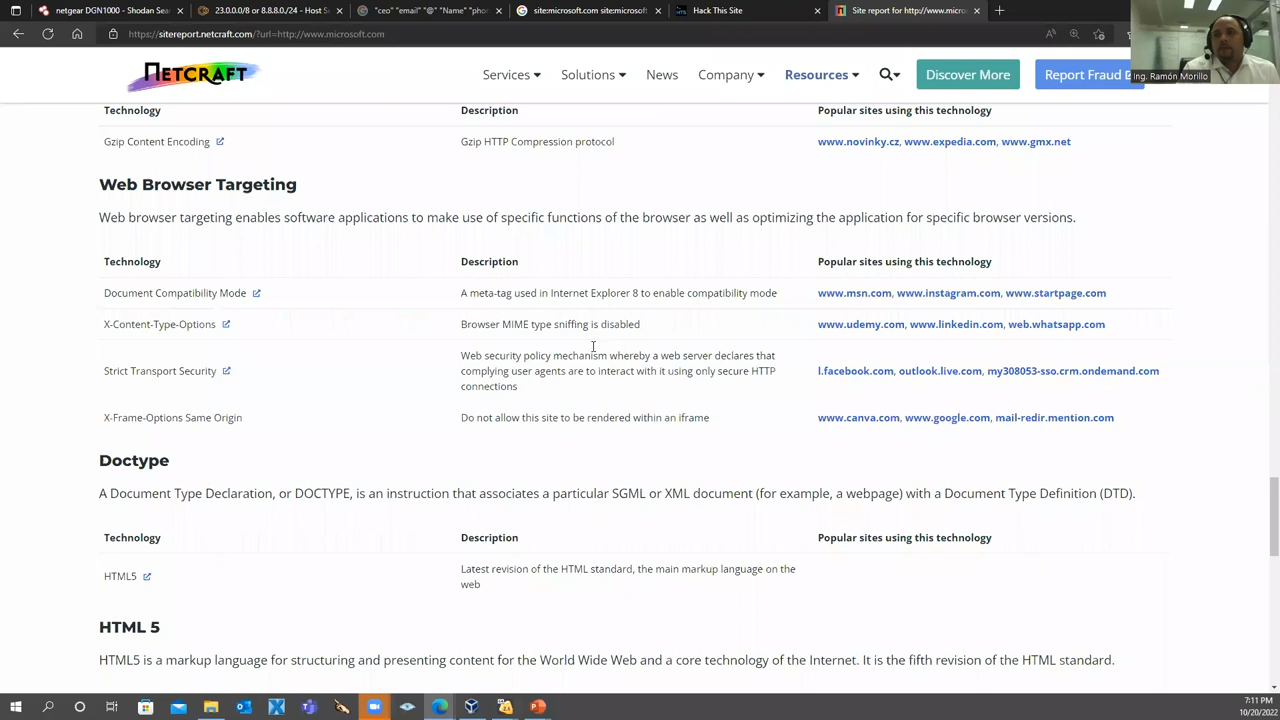 netgear DGN1000 - Shodan Sear
23.0.0.0/8 or 8.8.8.0/24 - Host S
"ceo" "email" "@" "Name" "pho
site:microsoft.com site:microsoft
Hack This Site
Site report for http://www.micros
https://sitereport.netcraft.com/?url=http://www.microsoft.com
Ing. Ramón Morillo
NETCRAFT
Services
Solutions
News
Company
Resources
Discover More
Report Fraud
Technology Description Popular sites using this technology
Gzip Content Encoding Gzip HTTP Compression protocol www.novinky.cz, www.expedia.com, www.gmx.net
Web Browser Targeting
Web browser targeting enables software applications to make use of specific functions of the browser as well as optimizing the application for specific browser versions.
Technology Description Popular sites using this technology
Document Compatibility Mode A meta-tag used in Internet Explorer 8 to enable compatibility mode www.msn.com, www.instagram.com, www.startpage.com
X-Content-Type-Options Browser MIME type sniffing is disabled www.udemy.com, www.linkedin.com, web.whatsapp.com
Web security policy mechanism whereby a web server declares that
Strict Transport Security complying user agents are to interact with it using only secure HTTP l.facebook.com, outlook.live.com, my308053-sso.crm.ondemand.com
connections
X-Frame-Options Same Origin Do not allow this site to be rendered within an iframe www.canva.com, www.google.com, mail-redir.mention.com
Doctype
A Document Type Declaration, or DOCTYPE, is an instruction that associates a particular SGML or XML document (for example, a webpage) with a Document Type Definition (DTD).
Technology Description Popular sites using this technology
HTML5 Latest revision of the HTML standard, the main markup language on the
web
HTML 5
HTML5 is a markup language for structuring and presenting content for the World Wide Web and a core technology of the Internet. It is the fifth revision of the HTML standard.
7:11 PM
10/20/2022